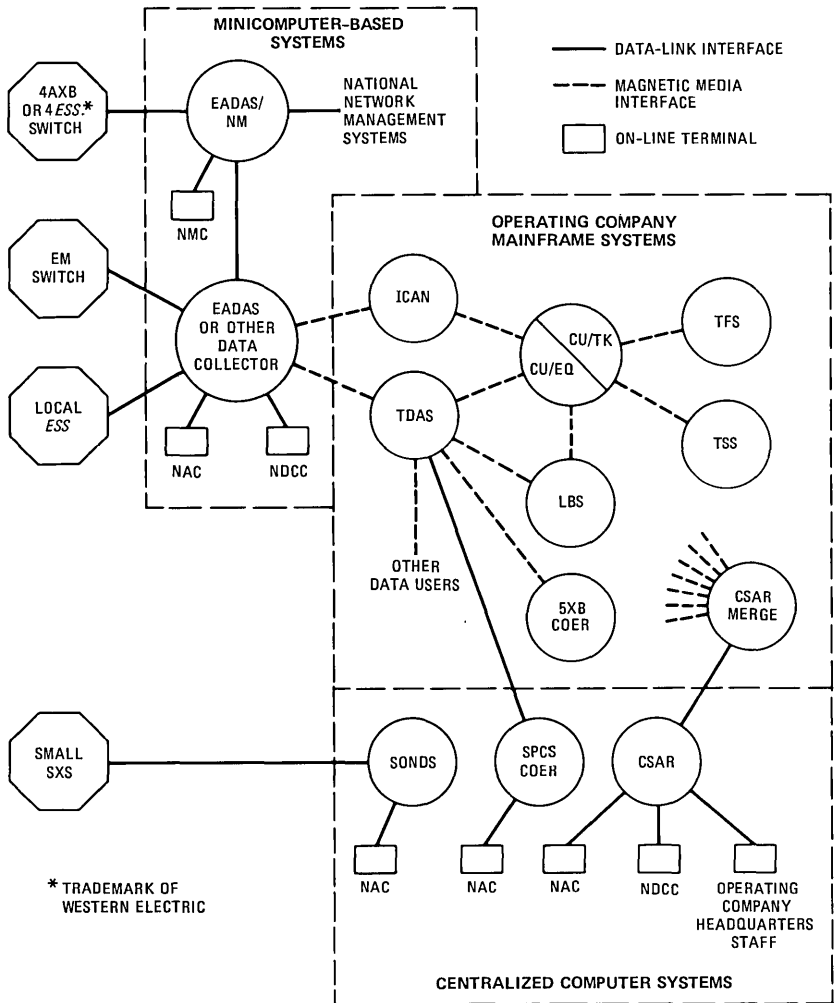 MINICOMPUTER-BASED
SYSTEMS
4AXB
OR 4 ESS.*
SWITCH
EADAS/
NM
NATIONAL
NETWORK
MANAGEMENT
SYSTEMS
DATA-LINK INTERFACE
MAGNETIC MEDIA
INTERFACE
ON-LINE TERMINAL
NMC
EM
SWITCH
EADAS
OR OTHER
DATA
COLLECTOR
LOCAL
ESS
NAC
NDCC
OPERATING COMPANY
MAINFRAME SYSTEMS
ICAN
CU/TK
CU/EQ
TFS
TDAS
TSS
LBS
OTHER
DATA USERS
5XB
COER
CSAR
MERGE
SMALL
SXS
SONDS
SPCS
COER
CSAR
NAC
NAC
NAC
NDCC
OPERATING
COMPANY
HEADQUARTERS
STAFF
* TRADEMARK OF
WESTERN ELECTRIC
CENTRALIZED COMPUTER SYSTEMS